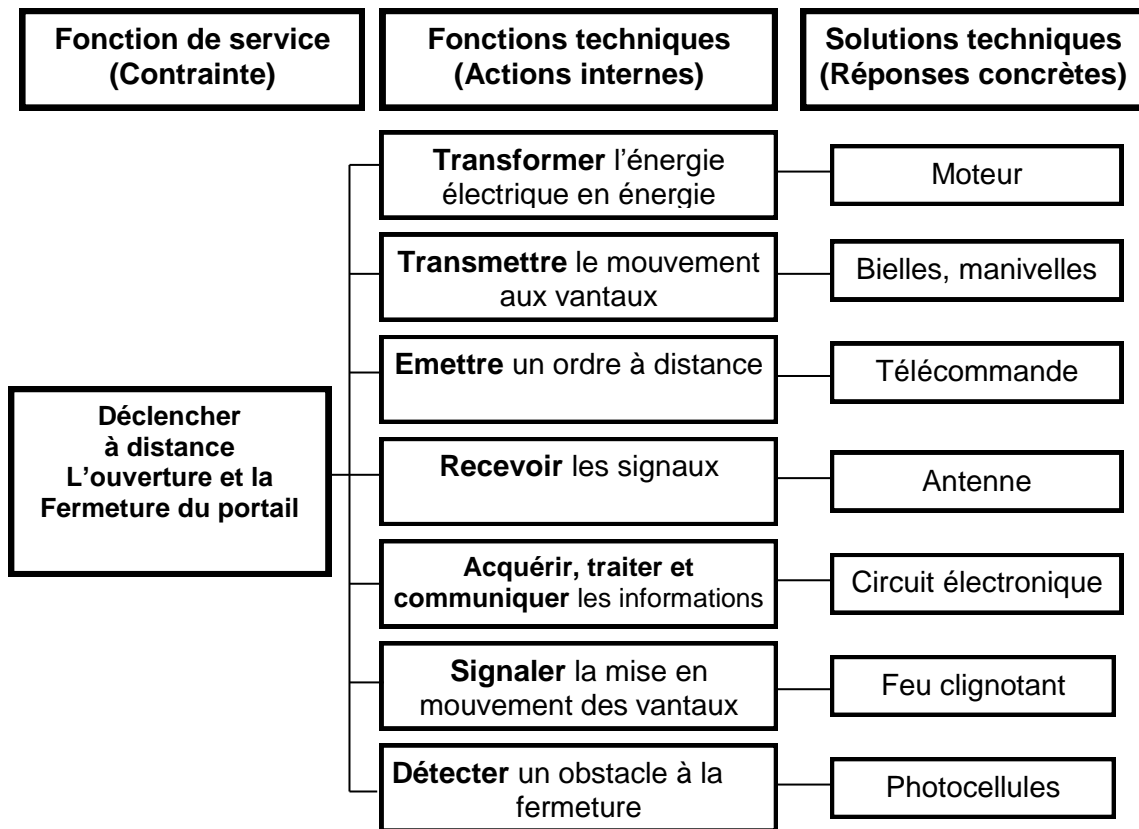 Fonction de service
(Contrainte)
Fonctions techniques
(Actions internes)
Solutions techniques
(Réponses concrètes)
Transformer l’énergie
électrique en énergie
Moteur
Transmettre le mouvement
aux vantaux
Bielles, manivelles
Emettre un ordre à distance
Télécommande
Déclencher
à distance
L’ouverture et la
Fermeture du portail
Recevoir les signaux
Antenne
Acquérir, traiter et
communiquer les informations
Circuit électronique
Signaler la mise en
mouvement des vantaux
Feu clignotant
Détecter un obstacle à la
fermeture
Photocellules